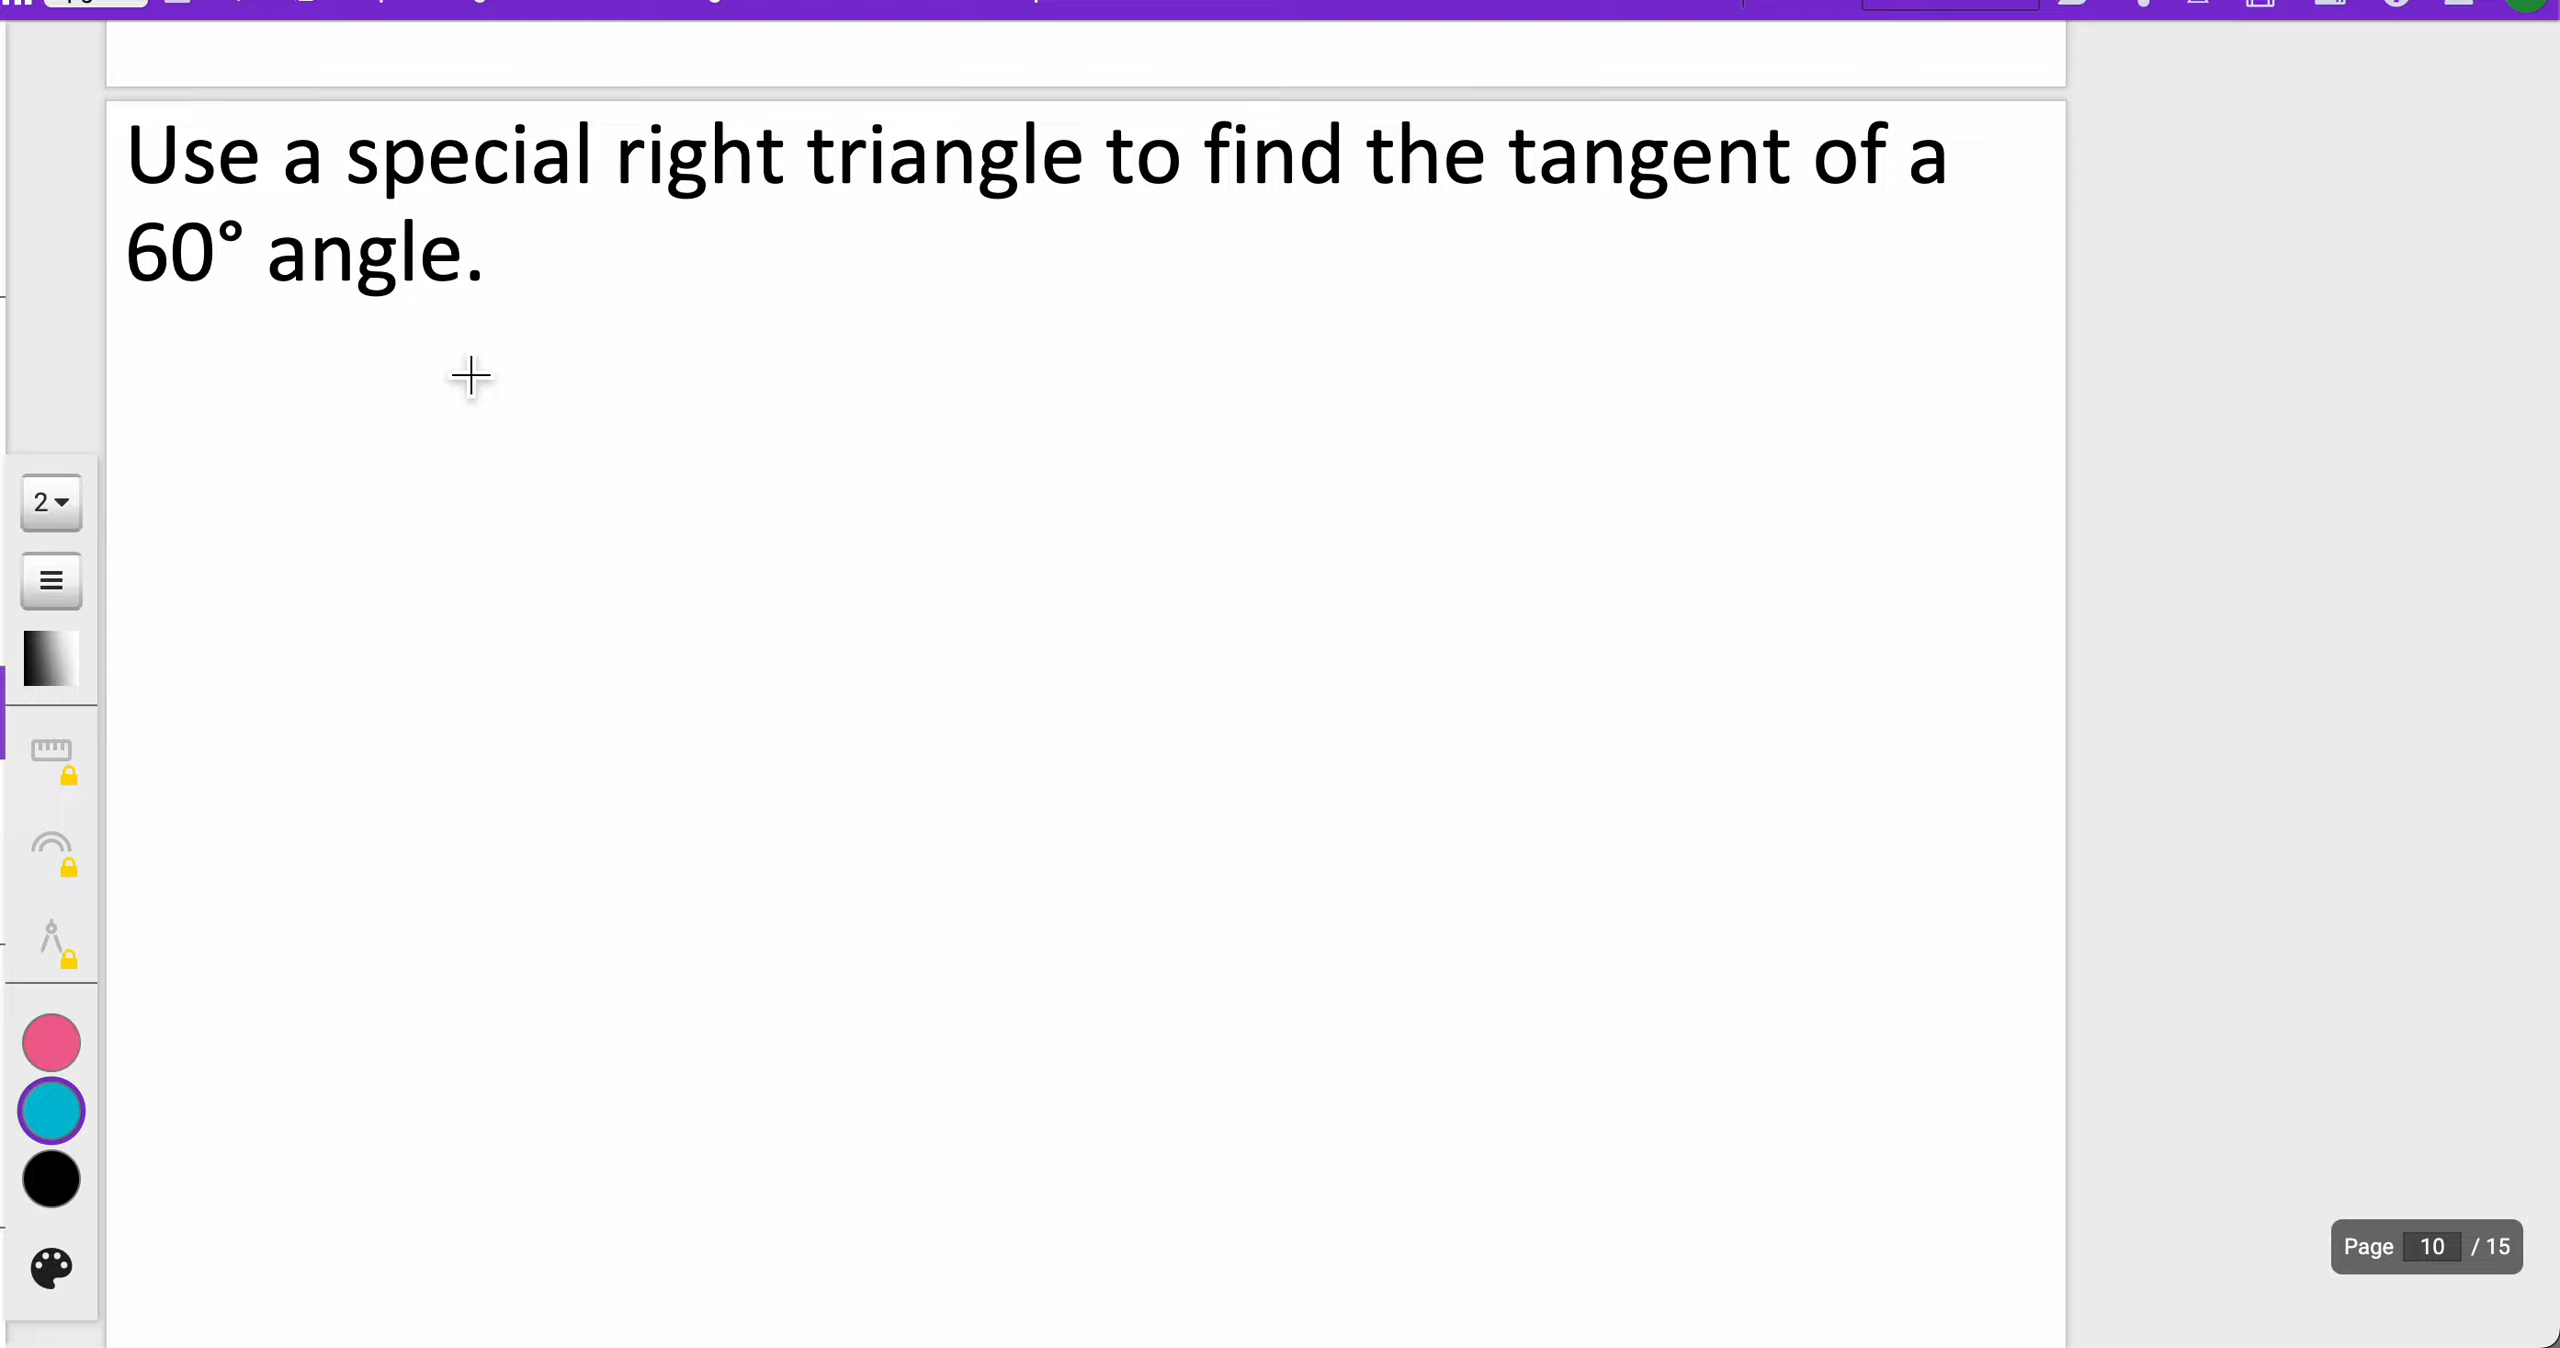 Use a special right triangle to find the tangent of a
60° angle.
2
Page 10 / 15